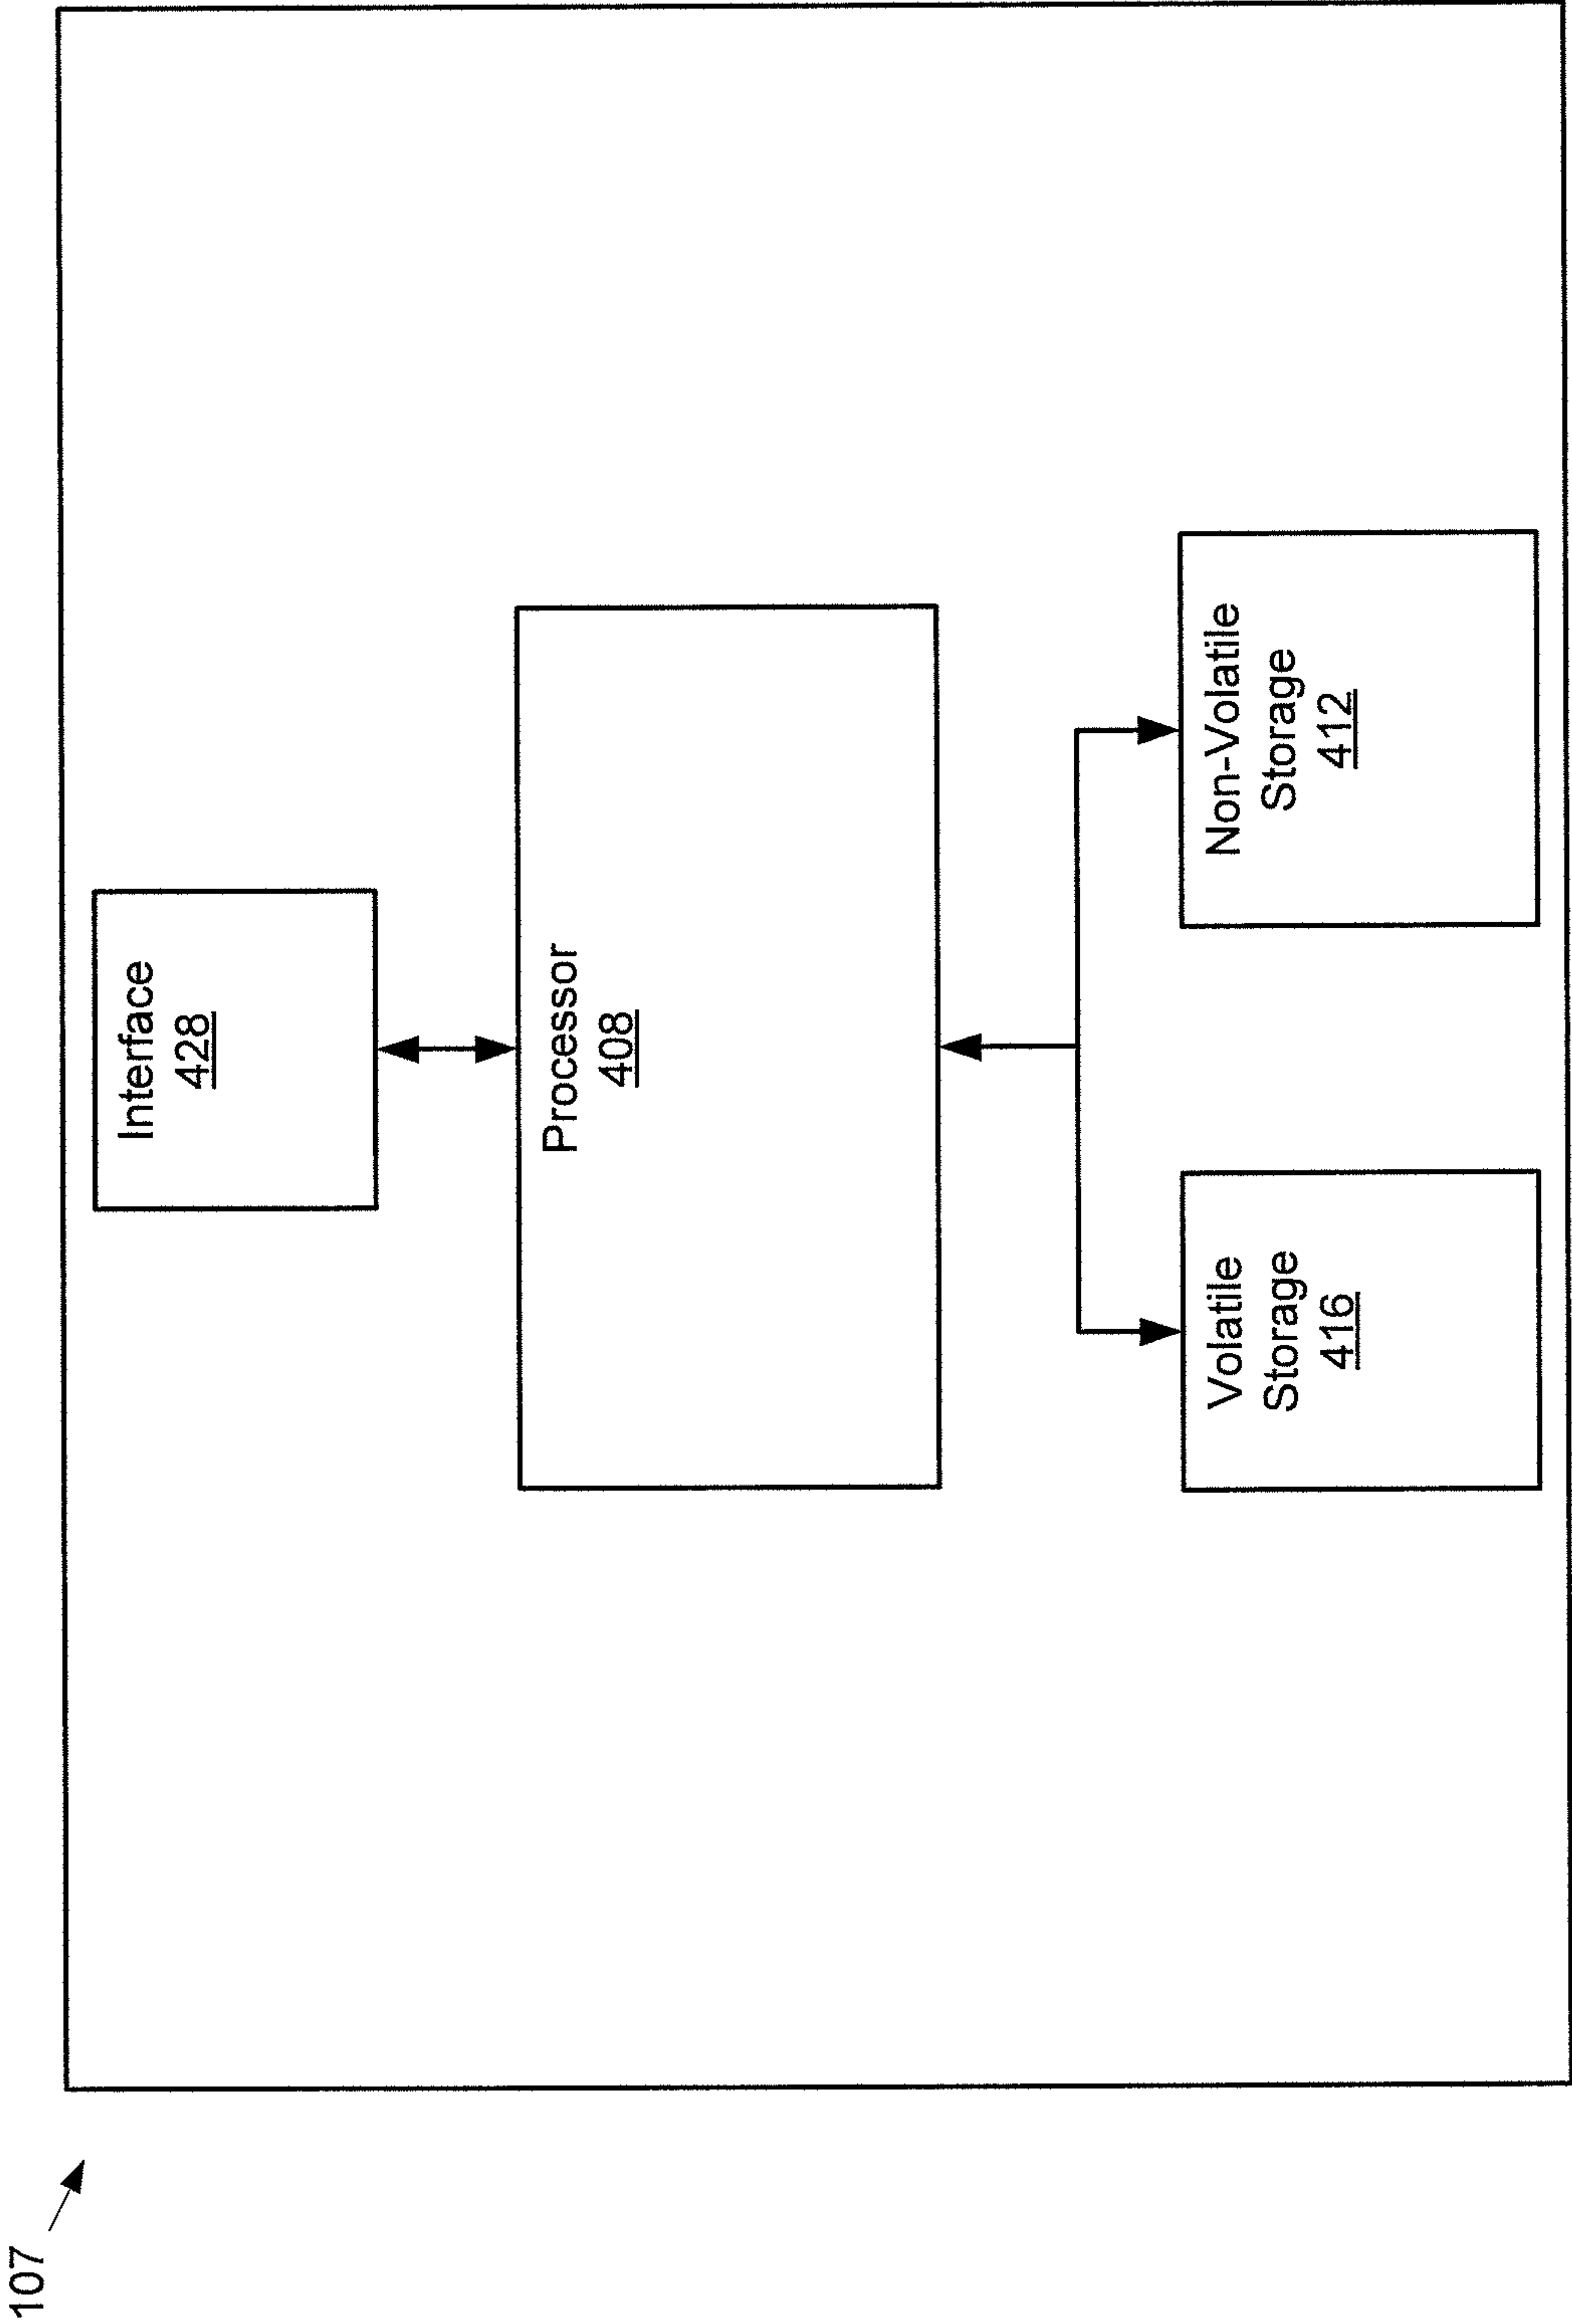 107
Interface
428
Processor
408
Volatile
Storage
416
Non-Volatile
Storage
412